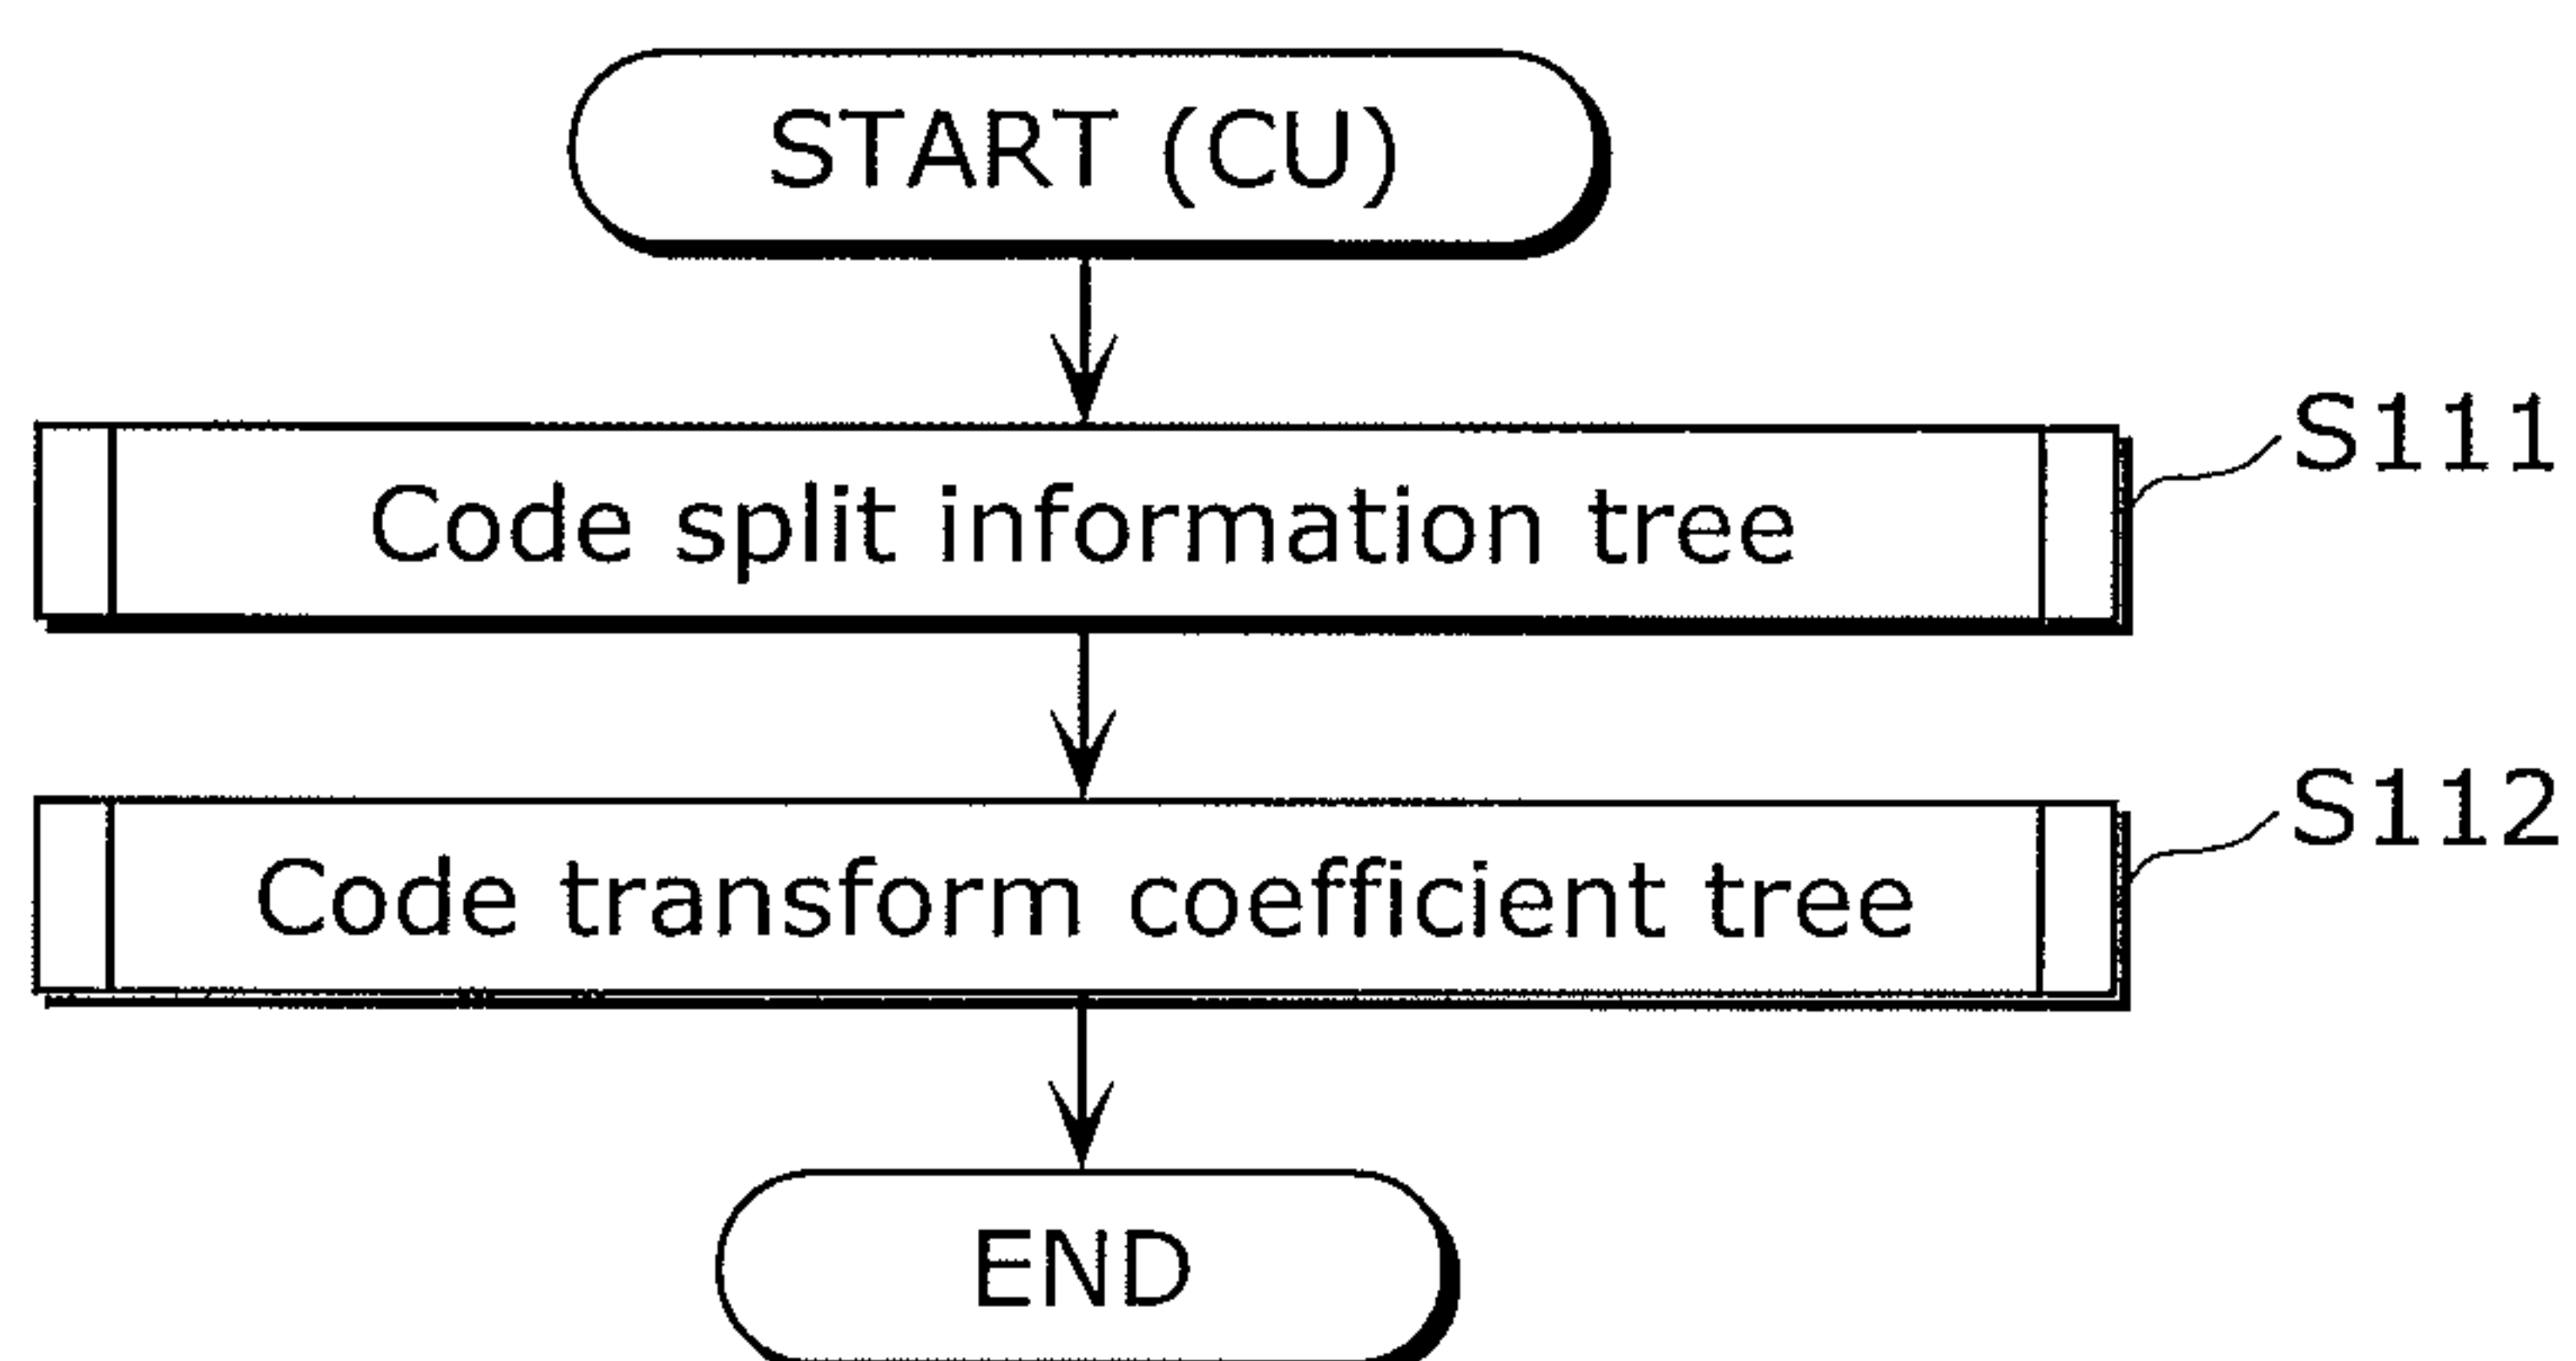 START (CU)
S111
Code split information tree
S112
Code transform coefficient tree
END